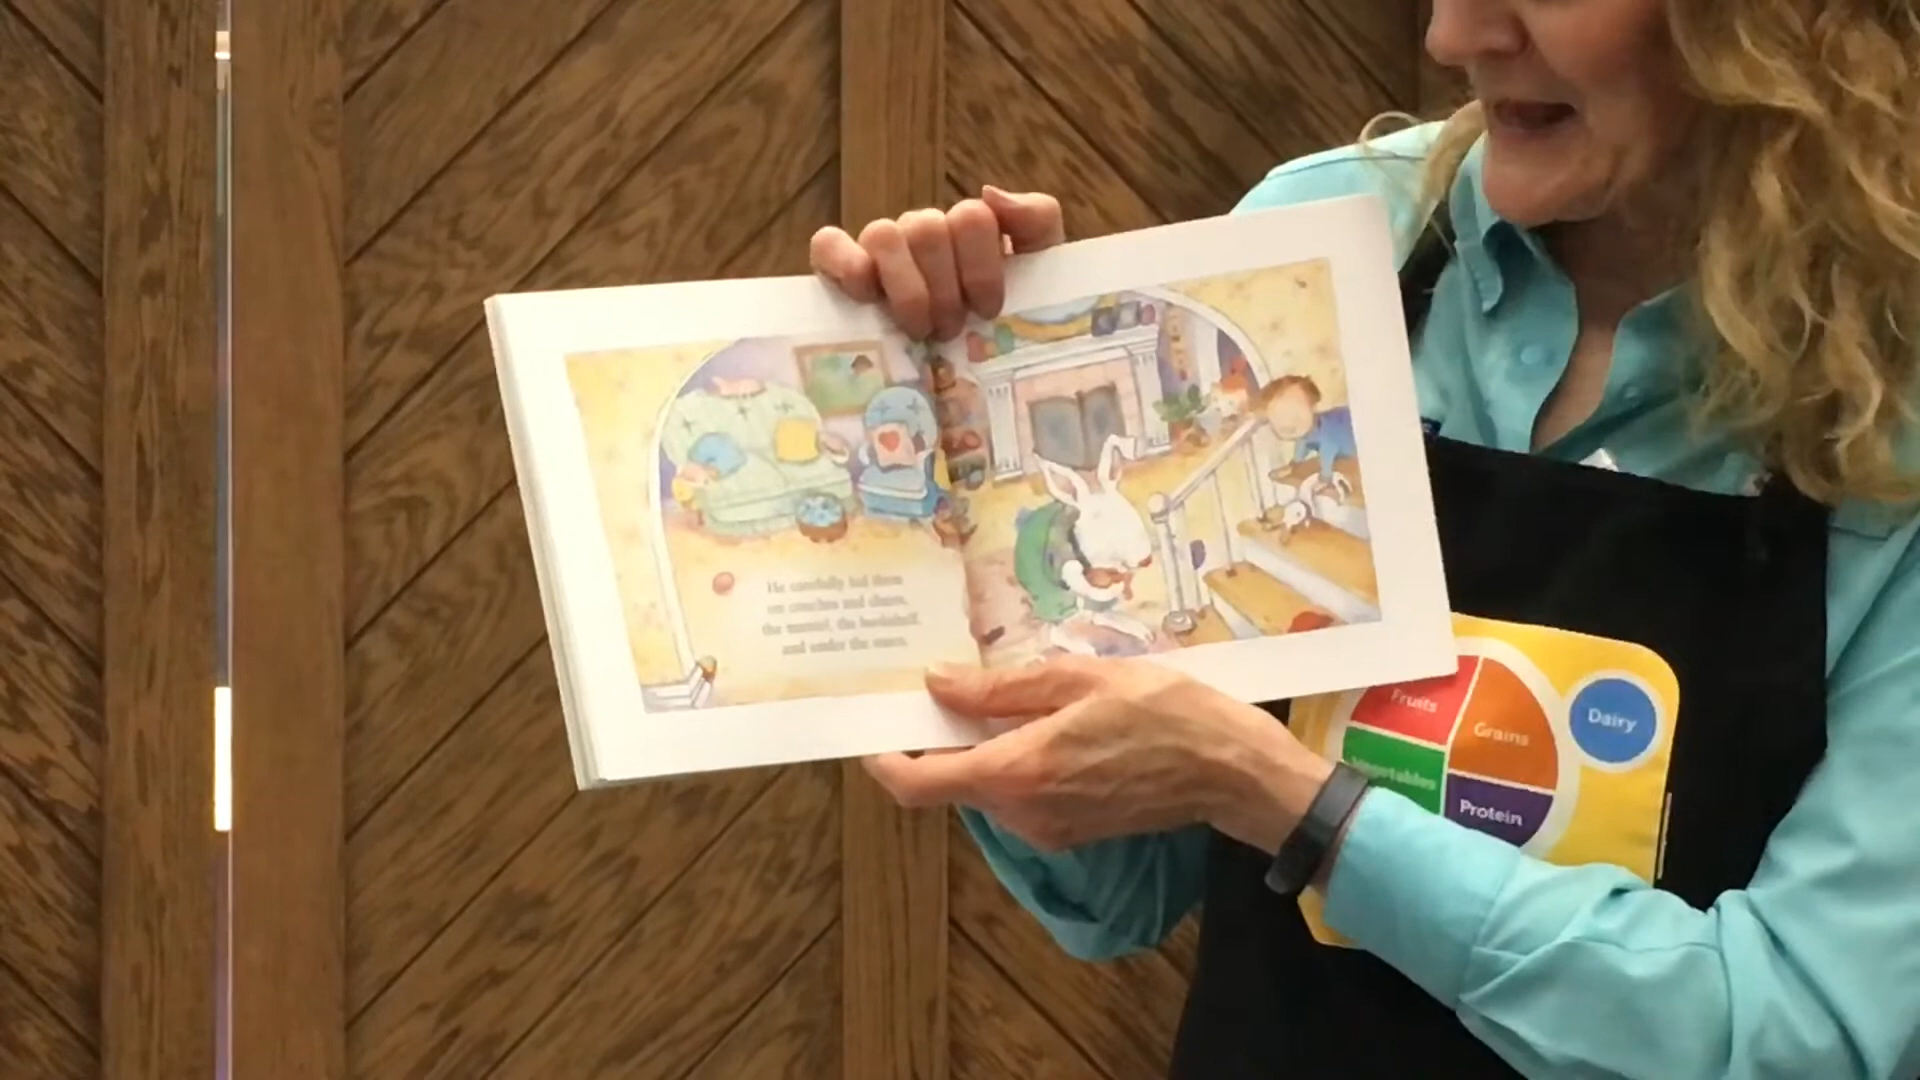 He carefully hid them
on couches and chairs,
the mantel, the bookshelf,
and under the stairs.
Fruits
Grains
Dairy
Vegetables
Protein